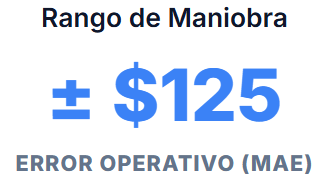 Rango de Maniobra
± $125
ERROR OPERATIVO (MAE)